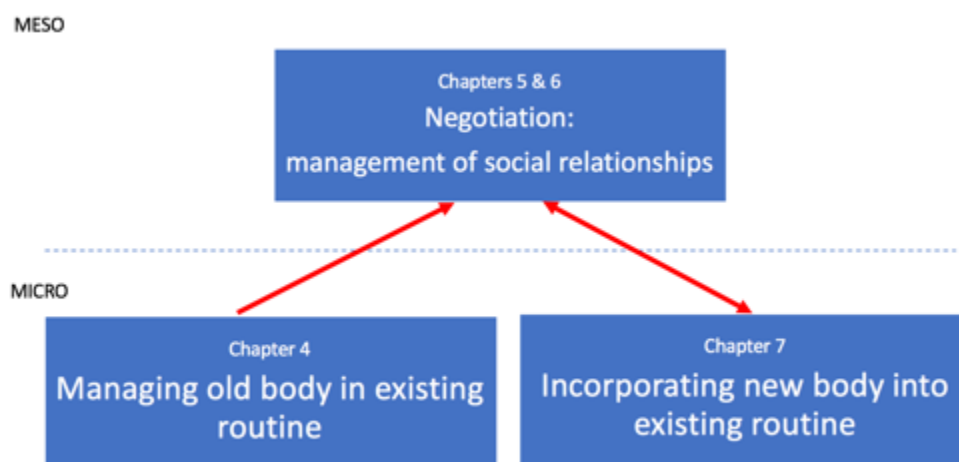 MESO
Chapters 5 & 6
Negotiation:
management of social relationships
MICRO
Chapter 4
Managing old body in existing
routine
Chapter 7
Incorporating new body into
existing routine